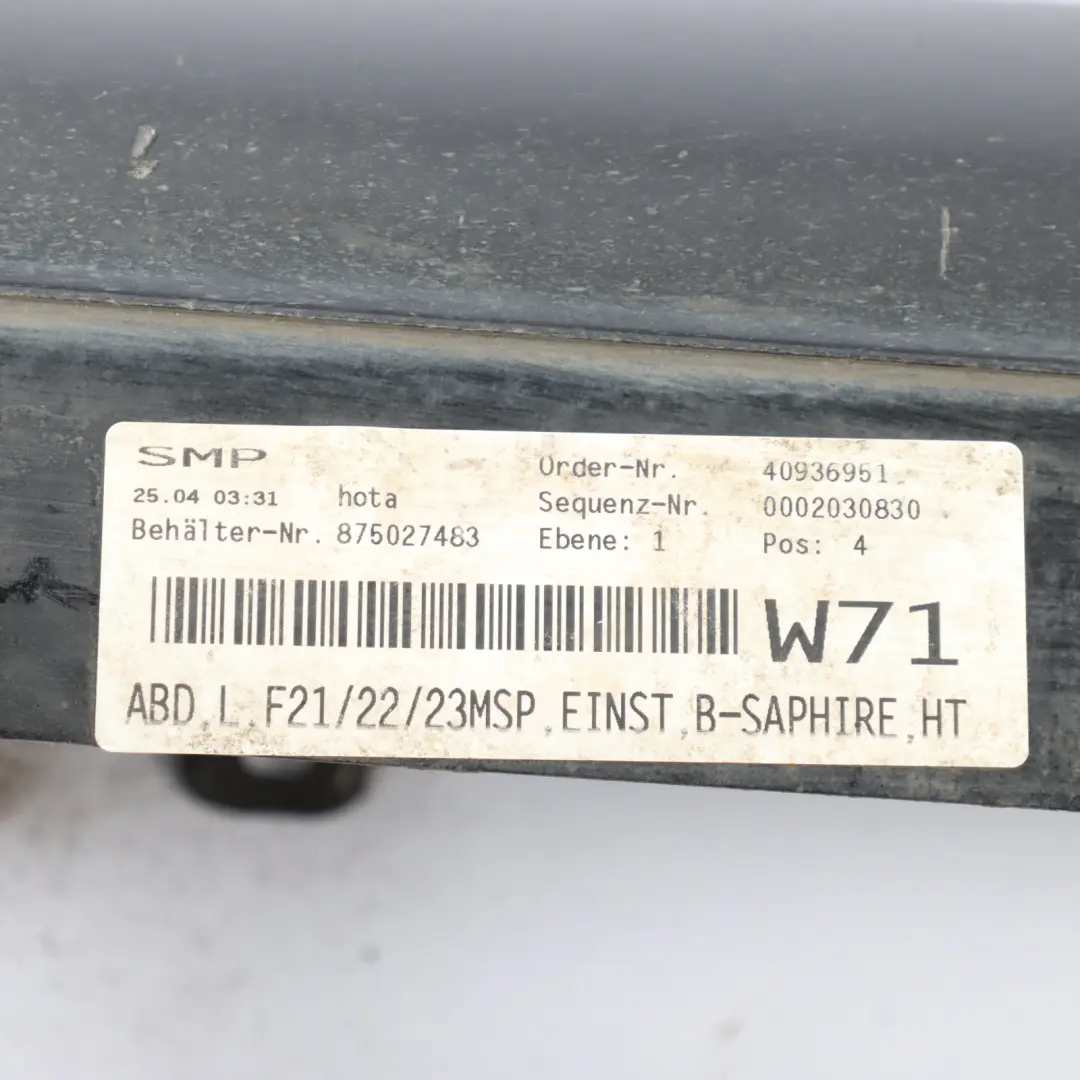 SMP
25.04 03:31 hota
Behälter-Nr. 875027483
Order-Nr. 40936951
Sequenz-Nr. 0002030830
Ebene: 1 Pos: 4
W71
ABD,L,F21/22/23MSP,EINST,B-SAPHIRE,HT